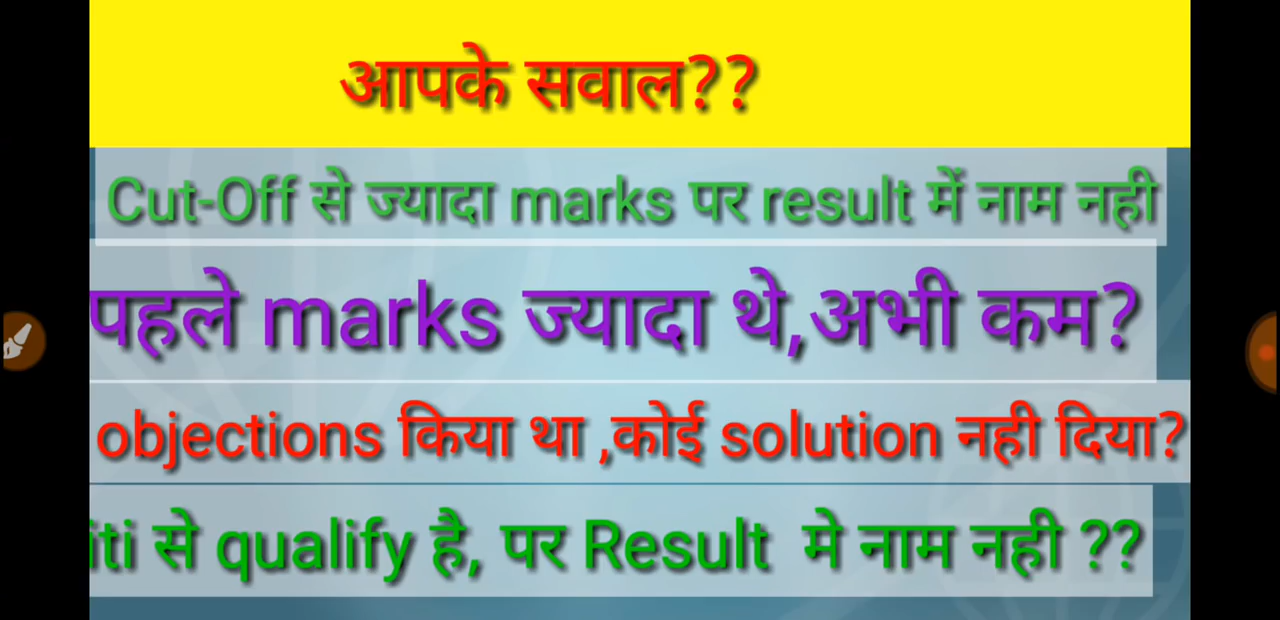 आपके सवाल??
Cut-Off से ज्यादा marks पर result में नाम नही
पहले marks ज्यादा थे,अभी कम?
objections किया था ,कोई solution नही दिया?
iti से qualify है, पर Result मे नाम नही ??